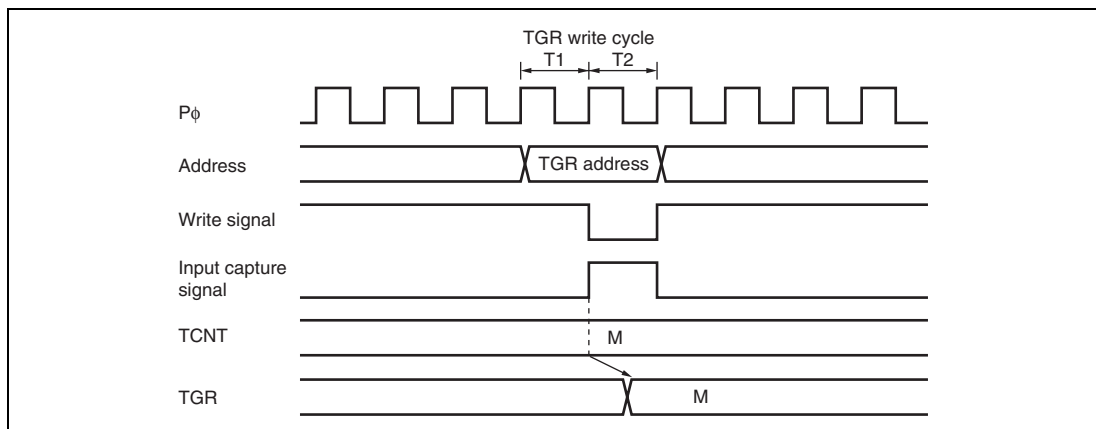 TGR write cycle
T1 T2
Pϕ
Address
TGR address
Write signal
Input capture
signal
TCNT
M
TGR
M